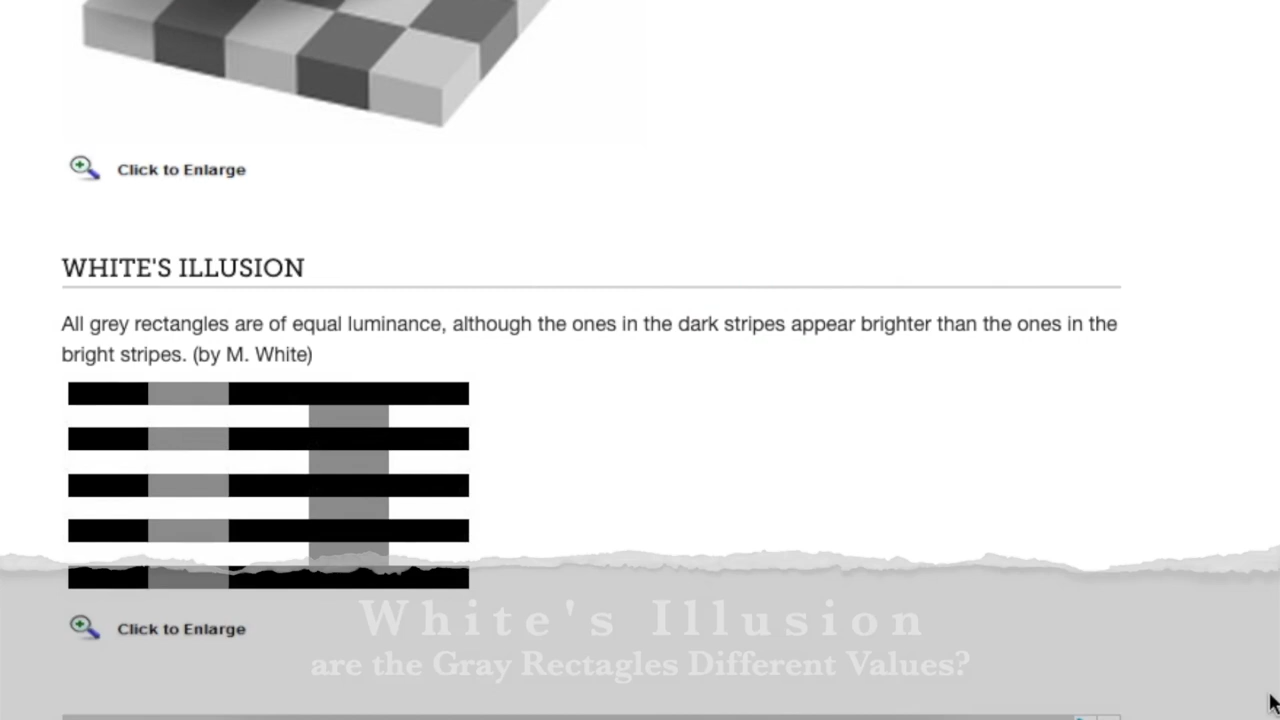 Click to Enlarge
WHITE'S ILLUSION
All grey rectangles are of equal luminance, although the ones in the dark stripes appear brighter than the ones in the
bright stripes. (by M. White)
Click to Enlarge
White's Illusion
are the Gray Rectagles Different Values?